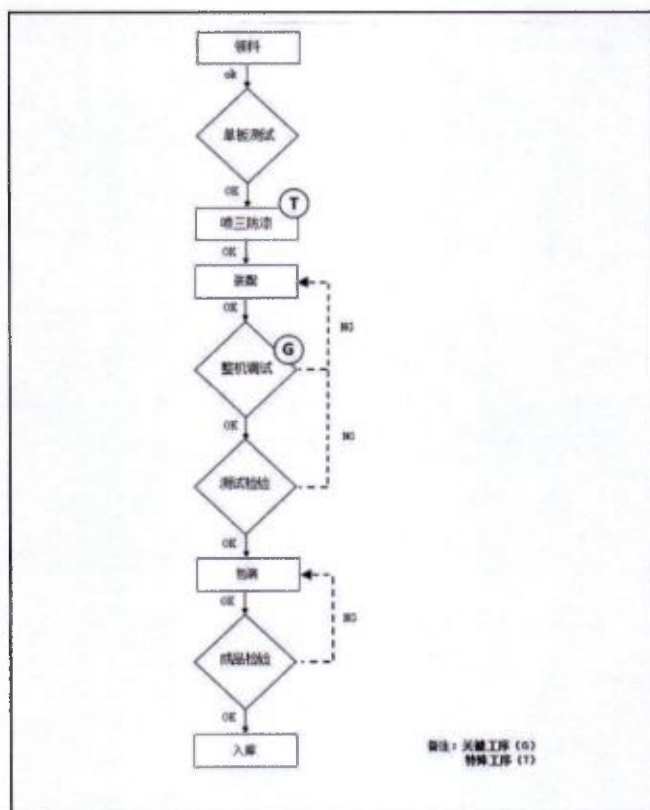 领料
ok
单板测试
OK
T
喷三防漆
OK
装配
OK
NG
G
整机调试
OK
NG
测试检验
OK
包装
OK
NG
成品检验
OK
入库
备注：关键工序（G）
特殊工序（T）